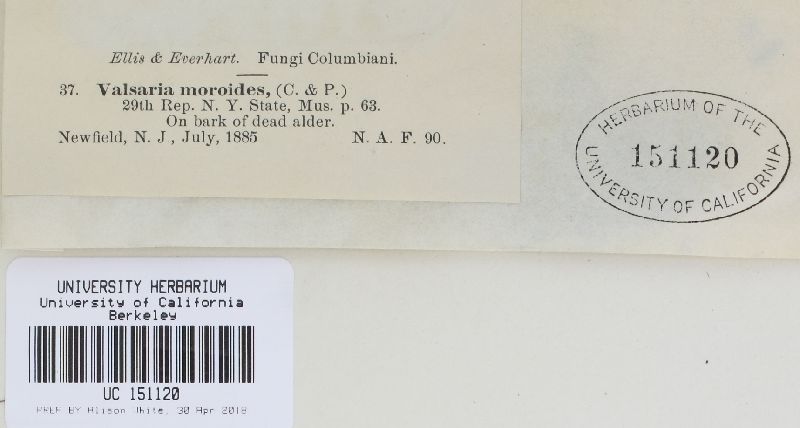 Ellis & Everhart. Fungi Columbiani.
37. Valsaria moroides, (C. & P.)
29th Rep. N. Y. State, Mus. p. 63.
On bark of dead alder.
Newfield, N. J , July, 1885 N. A. F. 90.
HERBARIUM OF THE
151120
UNIVERSITY OF CALIFORNIA
UNIVERSITY HERBARIUM
University of California
Berkeley
UC 151120
PREP BY Alison White, 30 Apr 2018